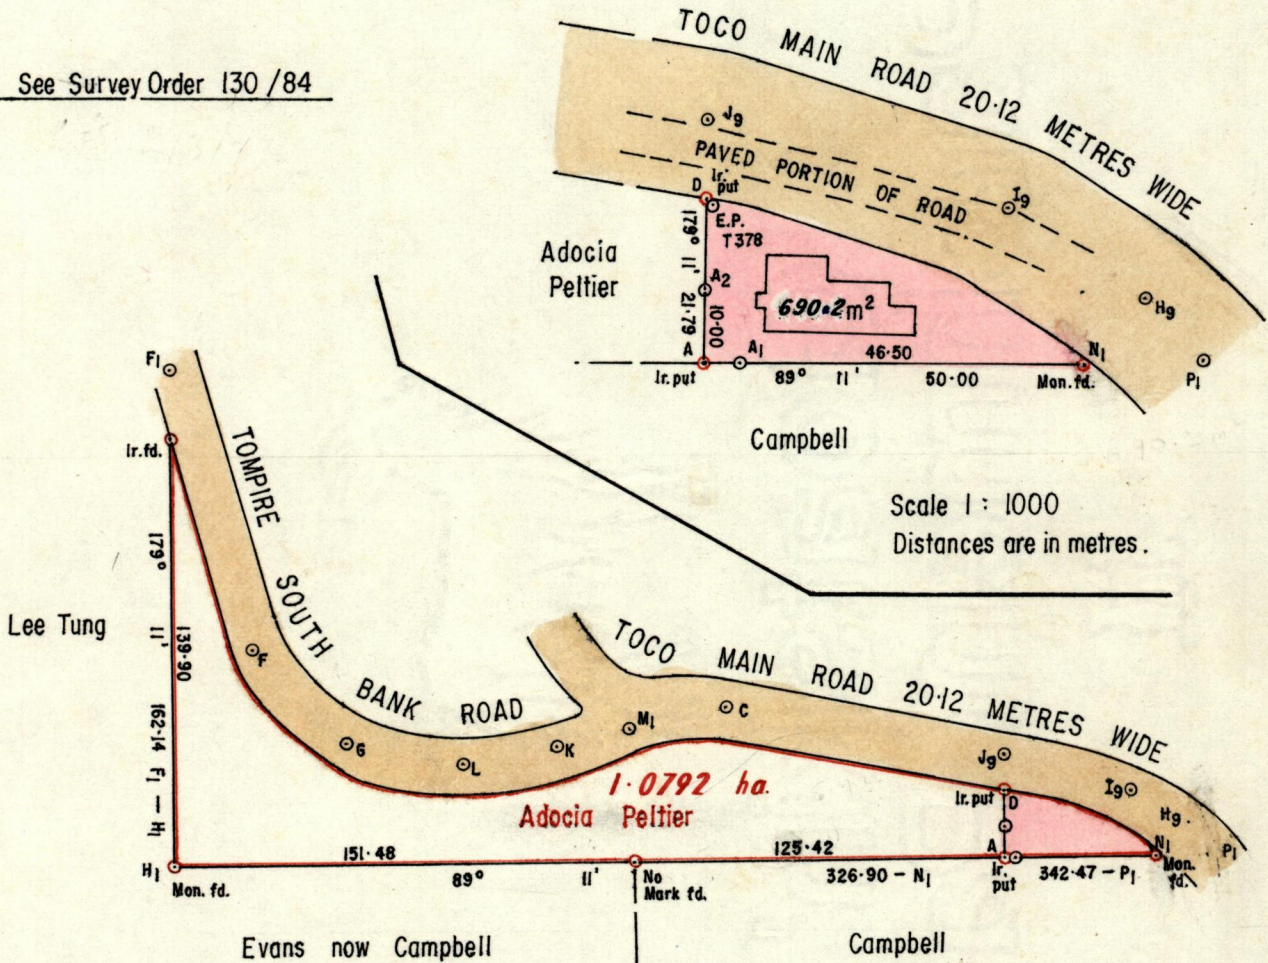 See Survey Order 130/84
TOCO MAIN ROAD 20·12 METRES WIDE
J9
PAVED PORTION OF ROAD
I9
D
Ir. put
E.P.
T378
179° 11'
21·79
A2
10·00
Adocia
Peltier
690·2m²
H9
A
A1
46·50
N1
P1
Ir. put
89° 11'
50·00
Mon. fd.
Campbell
Scale 1 : 1000
Distances are in metres.
F1
Ir. fd.
TOMPIRE SOUTH BANK ROAD
179° 11'
139·90
162·14 F1 — H1
Lee Tung
F
G
L
K
M1
C
TOCO MAIN ROAD 20·12 METRES WIDE
J9
I9
H9
1·0792 ha.
Adocia Peltier
Ir. put
D
A
N1
P1
Mon. fd.
Ir. put
H1
Mon. fd.
151·48
125·42
89° 11'
No
Mark fd.
326·90 – N1
342·47 – P1
Evans now Campbell
Campbell